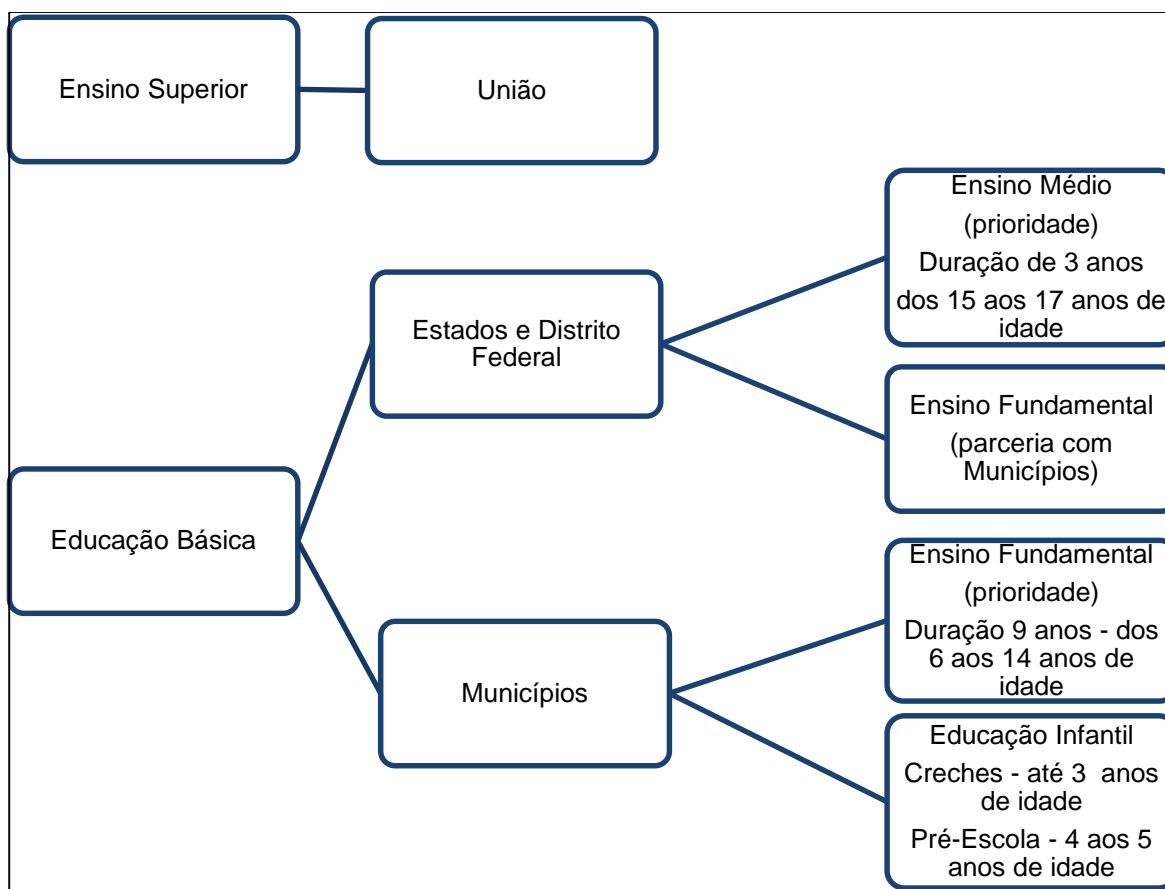 Ensino Superior
União
Ensino Médio
(prioridade)
Duração de 3 anos
dos 15 aos 17 anos de
idade
Estados e Distrito
Federal
Ensino Fundamental
(parceria com
Municípios)
Educação Básica
Ensino Fundamental
(prioridade)
Duração 9 anos - dos
6 aos 14 anos de
idade
Municípios
Educação Infantil
Creches - até 3 anos
de idade
Pré-Escola - 4 aos 5
anos de idade